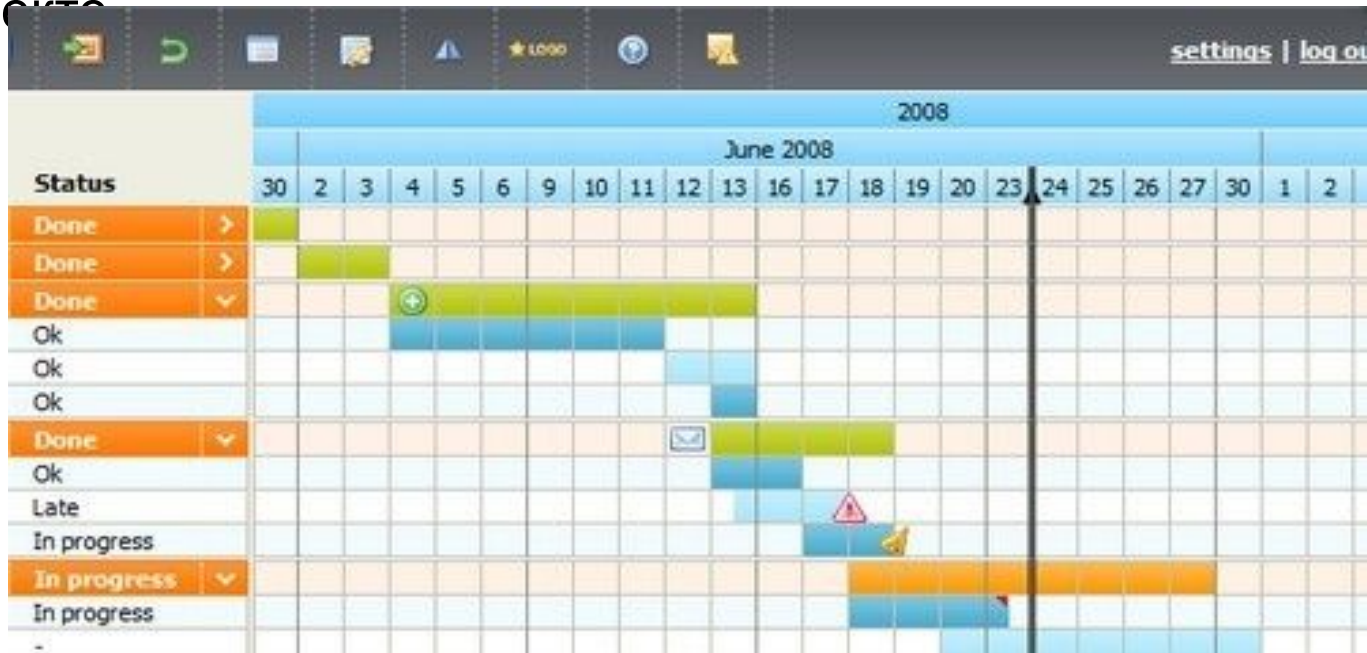 LOGO
settings | log ou
2008
June 2008
Status
30 2 3 4 5 6 9 10 11 12 13 16 17 18 19 20 23 24 25 26 27 30 1 2
Done
Done
Done
Ok
Ok
Ok
Done
Ok
Late
In progress
In progress
In progress
-